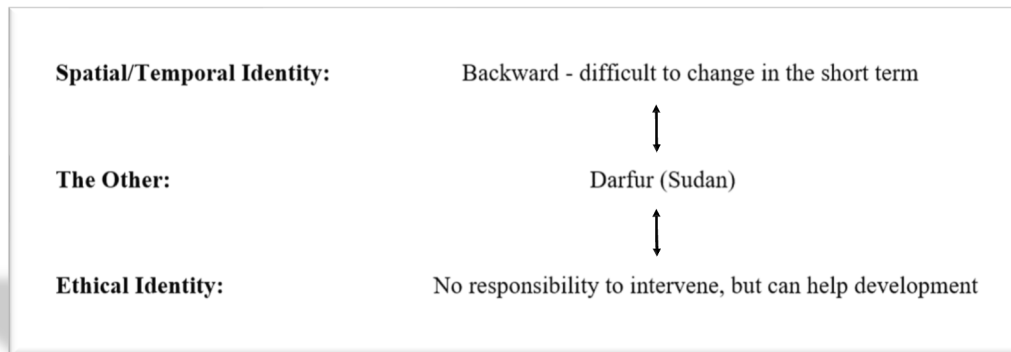 Spatial/Temporal Identity: Backward - difficult to change in the short term
The Other: Darfur (Sudan)
Ethical Identity: No responsibility to intervene, but can help development